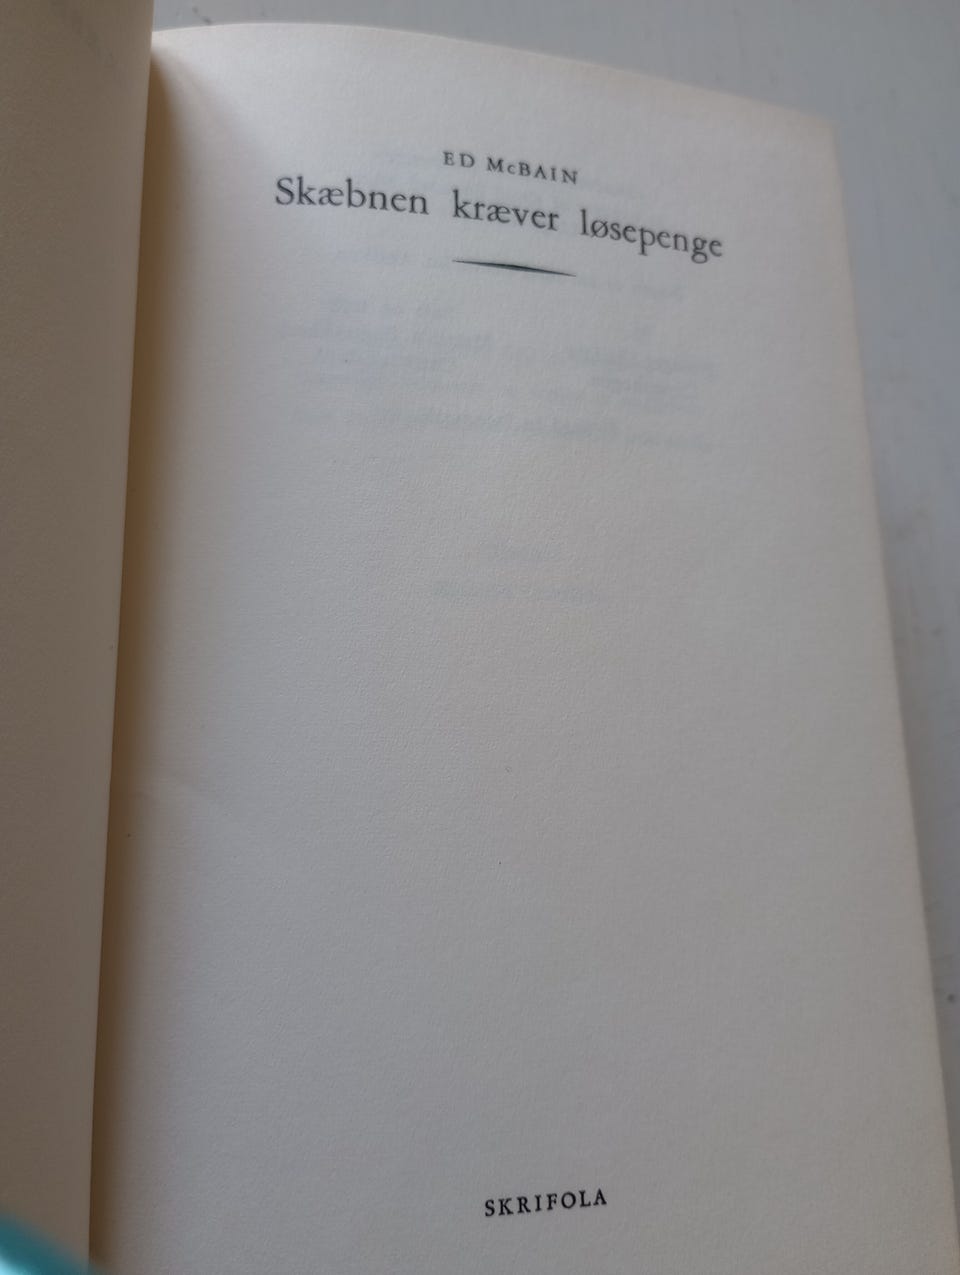 ED McBAIN
Skæbnen kræver løsepenge
SKRIFOLA